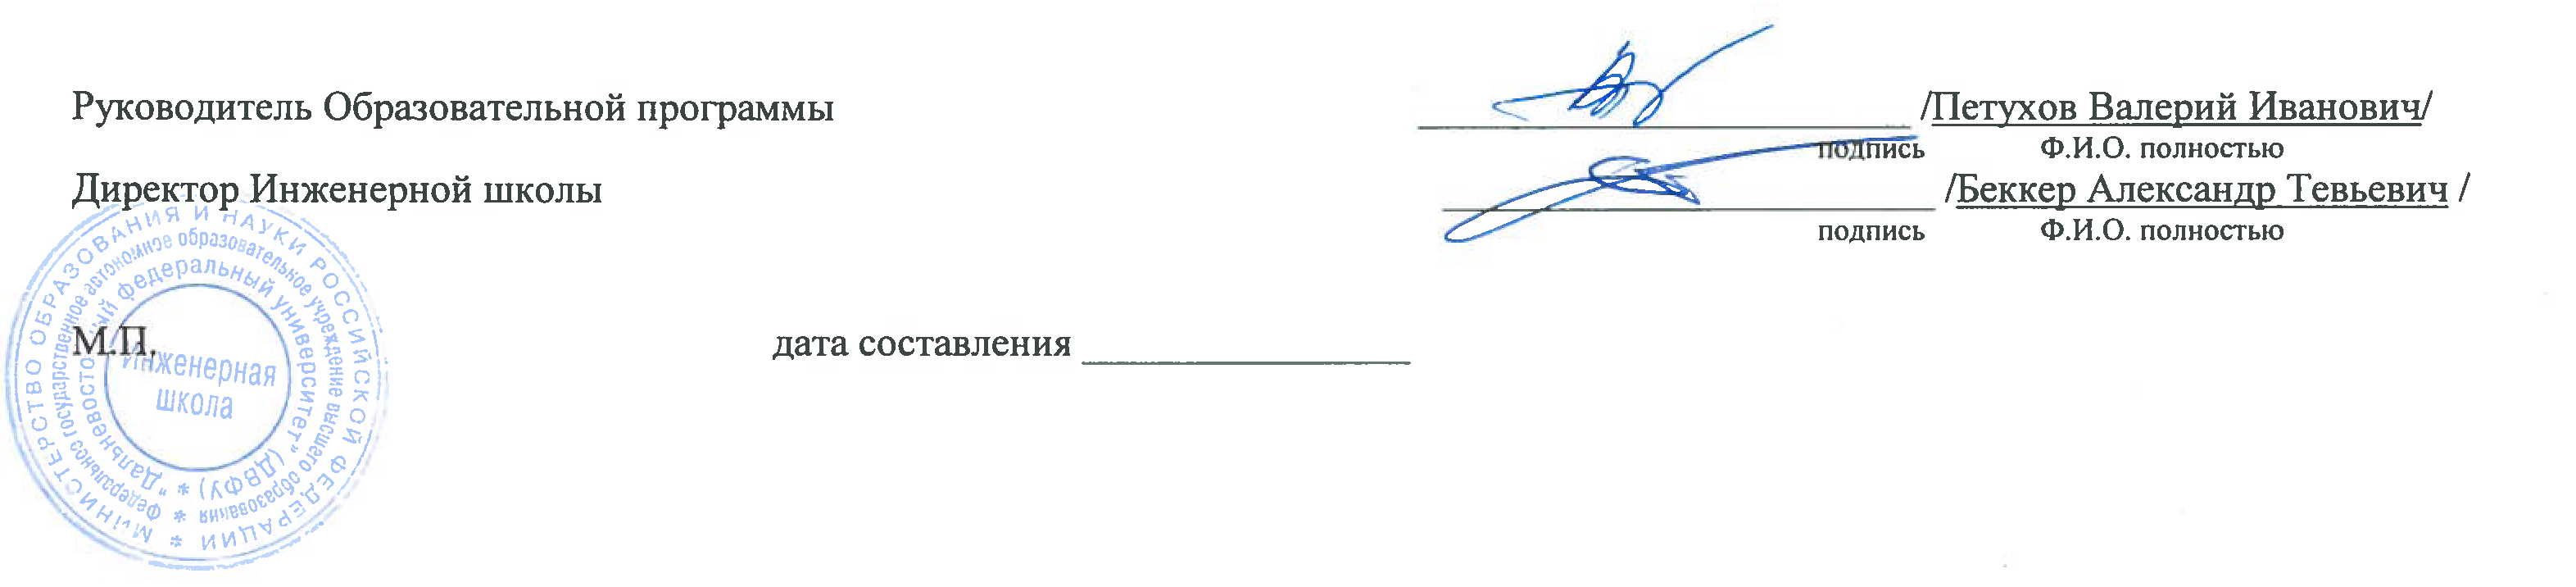 Руководитель Образовательной программы /Петухов Валерий Иванович/
подпись Ф.И.О. полностью
Директор Инженерной школы /Беккер Александр Тевьевич /
подпись Ф.И.О. полностью
М.П. дата составления
МИНИСТЕРСТВО ОБРАЗОВАНИЯ И НАУКИ РОССИЙСКОЙ ФЕДЕРАЦИИ *
Федеральное государственное автономное образовательное учреждение высшего образования *
"Дальневосточный федеральный университет" (ДВФУ) *
Инженерная
школа